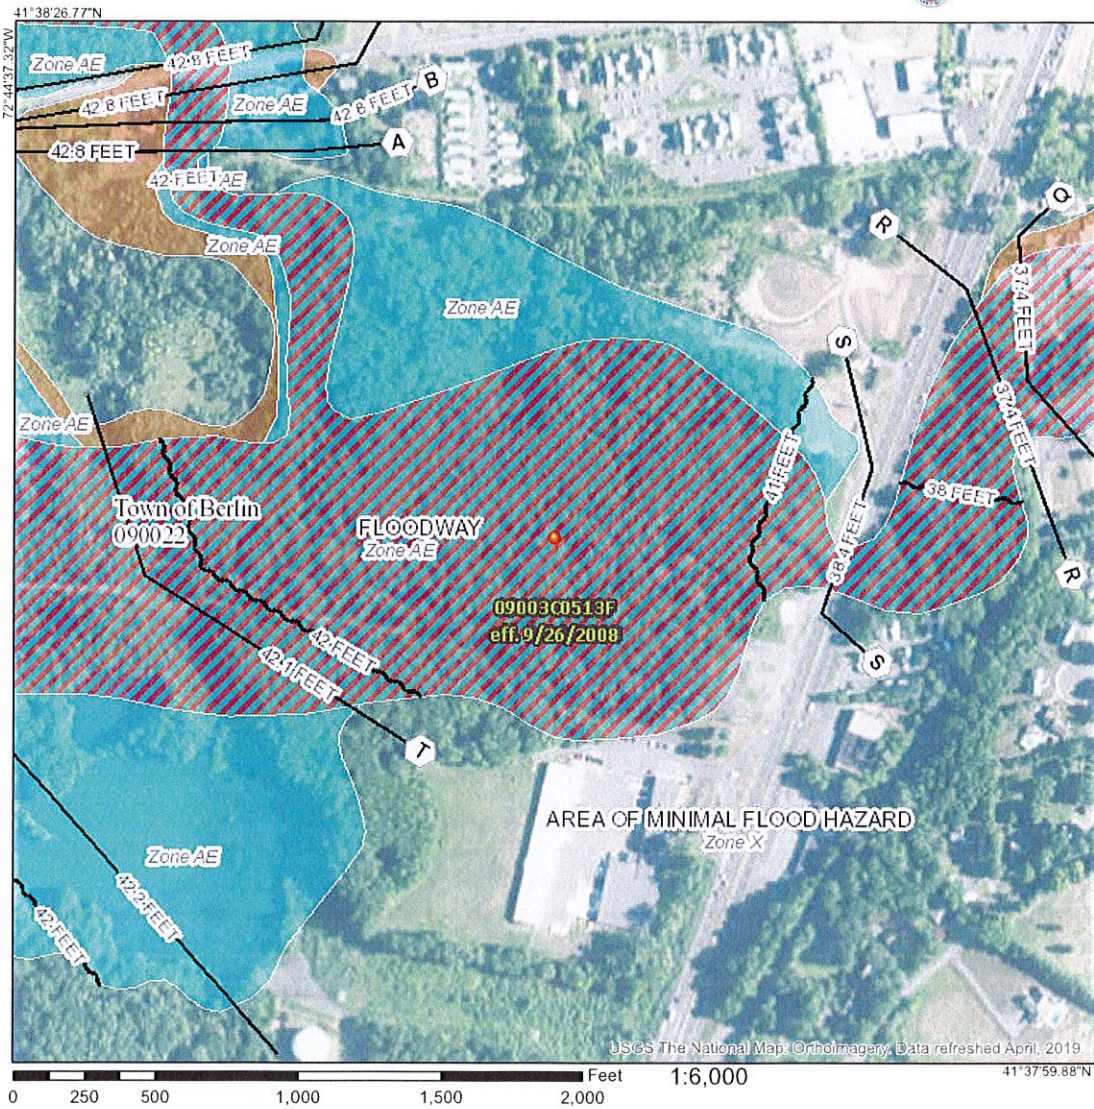 41°38'26.77"N
72°44'37.32"W
Zone AE
42.8 FEET
42.8 FEET
Zone AE
42.8 FEET
B
42.8 FEET
A
42 FEET
AE
Zone AE
Q
R
37.4 FEET
Zone AE
S
37.4 FEET
Zone AE
41 FEET
38 FEET
Town of Berlin
090022
FLOODWAY
Zone AE
38.4 FEET
R
09003C0513F
eff. 9/26/2008
42 FEET
42.1 FEET
S
T
AREA OF MINIMAL FLOOD HAZARD
Zone X
Zone AE
42.2 FEET
42 FEET
USGS The National Map: Orthoimagery. Data refreshed April, 2019.
Feet
1:6,000
41°37'59.88"N
0 250 500 1,000 1,500 2,000